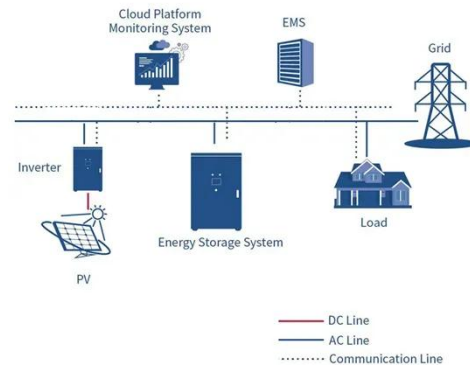 Cloud Platform
Monitoring System
EMS
Grid
Inverter
Energy Storage System
Load
PV
DC Line
AC Line
Communication Line